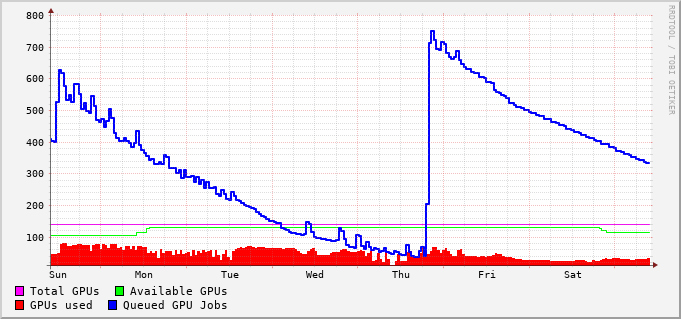 800
700
600
500
400
300
200
100
Sun Mon Tue Wed Thu Fri Sat
Total GPUs Available GPUs
GPUs used Queued GPU Jobs
RRDTOOL / TOBI OETIKER